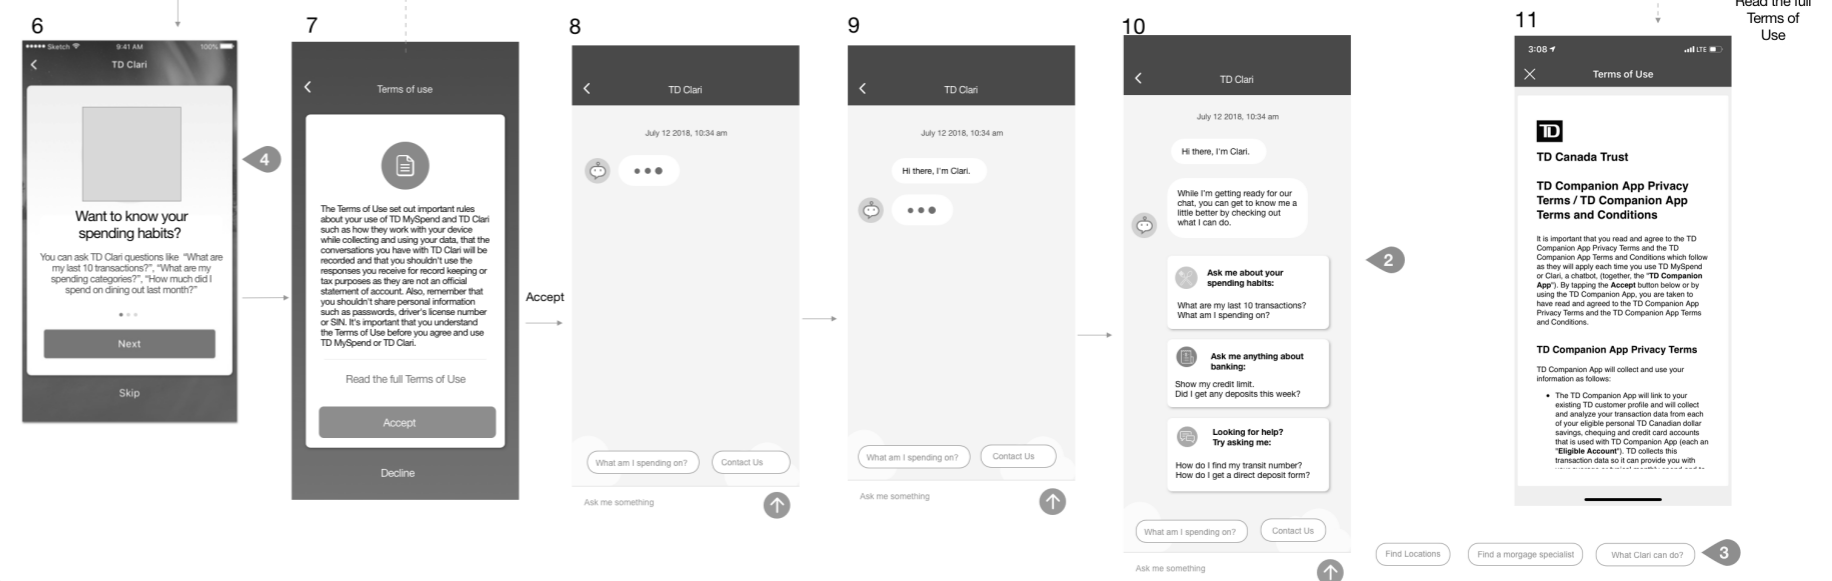 6
Sketch 9:41 AM 100%
TD Clari
Want to know your
spending habits?
You can ask TD Clari questions like “What are
my last 10 transactions?”, “What are my
spending categories?”, “How much did I
spend on dining out last month?”
Next
Skip
4
7
Terms of use
The Terms of Use set out important rules
about your use of TD MySpend and TD Clari
such as how they work with your device
while collecting and using your data, that the
conversations you have with TD Clari will be
recorded and that you shouldn't use the
responses you receive for record keeping or
tax purposes as they are not an official
statement of account. Also, remember that
you shouldn't share personal information
such as passwords, driver's license number
or SIN. It's important that you understand
the Terms of Use before you agree and use
TD MySpend or TD Clari.
Read the full Terms of Use
Accept
Decline
Accept
8
TD Clari
July 12 2018, 10:34 am
What am I spending on?
Contact Us
Ask me something
9
TD Clari
July 12 2018, 10:34 am
Hi there, I'm Clari.
What am I spending on?
Contact Us
Ask me something
10
TD Clari
July 12 2018, 10:34 am
Hi there, I'm Clari.
While I'm getting ready for our
chat, you can get to know me a
little better by checking out
what I can do.
Ask me about your
spending habits:
What are my last 10 transactions?
What am I spending on?
Ask me anything about
banking:
Show my credit limit.
Did I get any deposits this week?
Looking for help?
Try asking me:
How do I find my transit number?
How do I get a direct deposit form?
What am I spending on?
Contact Us
Ask me something
2
Find Locations
Find a morgage specialist
What Clari can do?
3
11
3:08 LTE
Terms of Use
TD
TD Canada Trust
TD Companion App Privacy
Terms / TD Companion App
Terms and Conditions
It is important that you read and agree to the TD
Companion App Privacy Terms and the TD
Companion App Terms and Conditions which follow
as they will apply each time you use TD MySpend
or Clari, a chatbot, (together, the "TD Companion
App"). By tapping the Accept button below or by
using the TD Companion App, you are taken to
have read and agreed to the TD Companion App
Privacy Terms and the TD Companion App Terms
and Conditions.
TD Companion App Privacy Terms
TD Companion App will collect and use your
information as follows:
• The TD Companion App will link to your
existing TD customer profile and will collect
and analyze your transaction data from each
of your eligible personal TD Canadian dollar
savings, chequing and credit card accounts
that is used with TD Companion App (each an
"Eligible Account"). TD collects this
transaction data so it can provide you with
Read the full
Terms of
Use